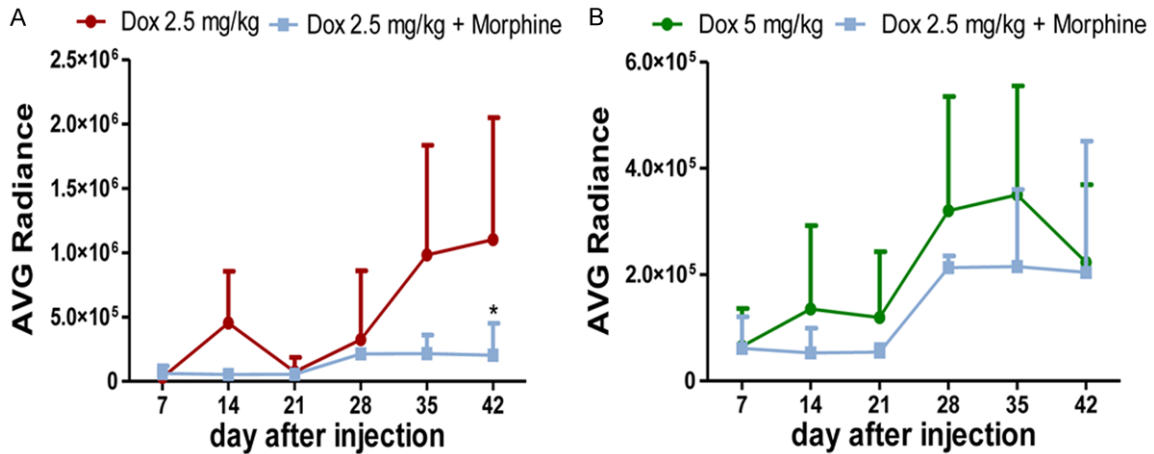 A
Dox 2.5 mg/kg
Dox 2.5 mg/kg + Morphine
2.5×10⁶
2.0×10⁶
1.5×10⁶
1.0×10⁶
5.0×10⁵
0
AVG Radiance
*
7 14 21 28 35 42
day after injection
B
Dox 5 mg/kg
Dox 2.5 mg/kg + Morphine
6.0×10⁵
4.0×10⁵
2.0×10⁵
0
AVG Radiance
7 14 21 28 35 42
day after injection